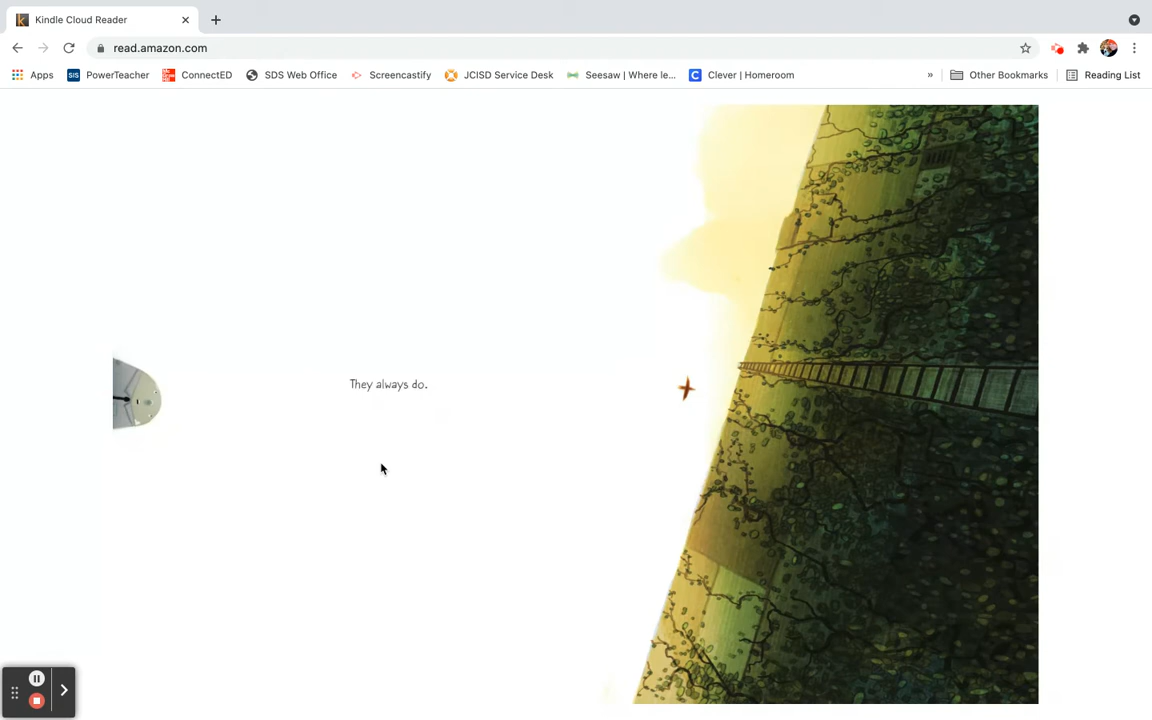 Kindle Cloud Reader
read.amazon.com
Apps
SIS
PowerTeacher
ConnectED
SDS Web Office
Screencastify
JCISD Service Desk
Seesaw | Where le...
C
Clever | Homeroom
»
Other Bookmarks
Reading List
They always do.